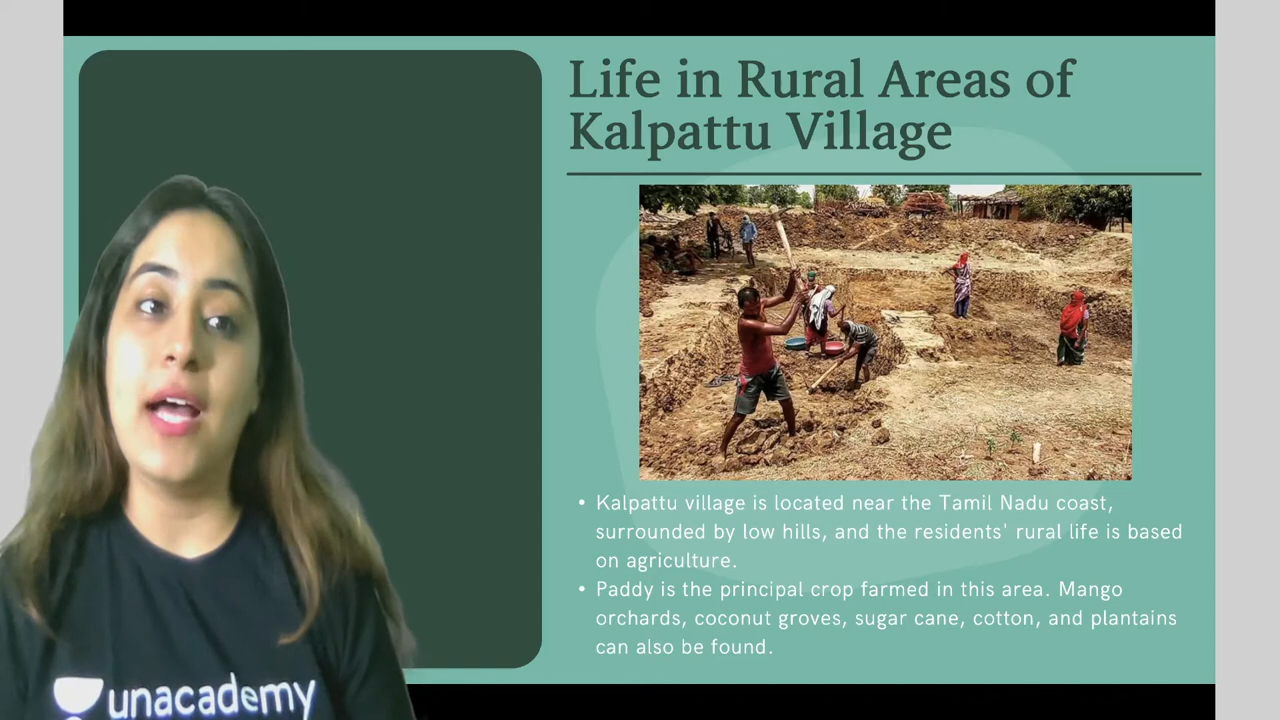 Life in Rural Areas of
Kalpattu Village
• Kalpattu village is located near the Tamil Nadu coast,
surrounded by low hills, and the residents' rural life is based
on agriculture.
• Paddy is the principal crop farmed in this area. Mango
orchards, coconut groves, sugar cane, cotton, and plantains
can also be found.
unacademy